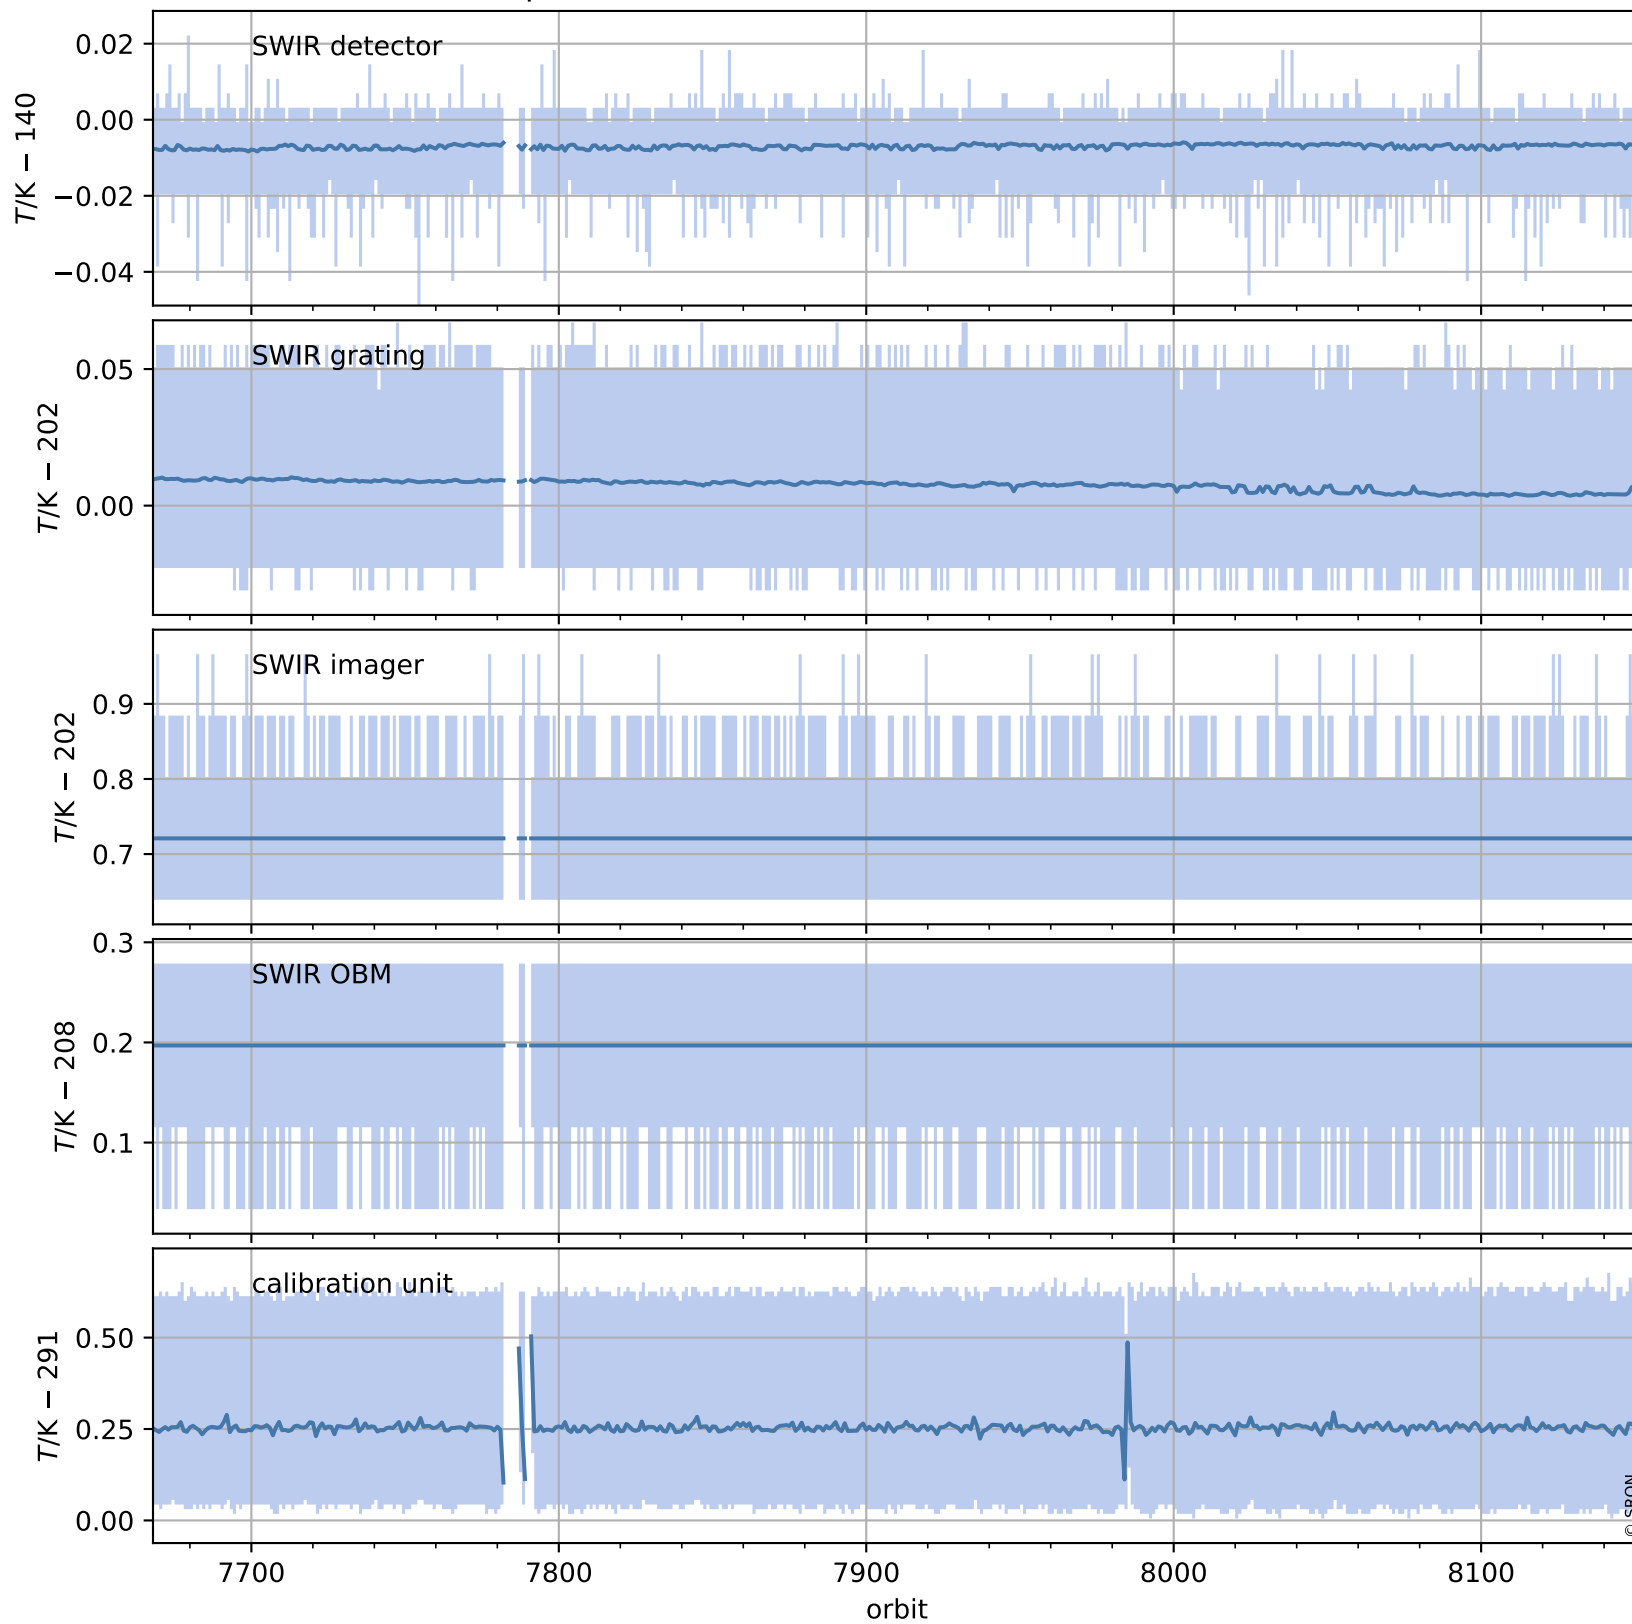 0.02
SWIR detector
0.00
−0.02
−0.04
T/K − 140
0.05
SWIR grating
0.00
T/K − 202
SWIR imager
0.9
0.8
0.7
T/K − 202
0.3
SWIR OBM
0.2
0.1
T/K − 208
calibration unit
0.50
0.25
0.00
T/K − 291
© SRON
7700 7800 7900 8000 8100
orbit